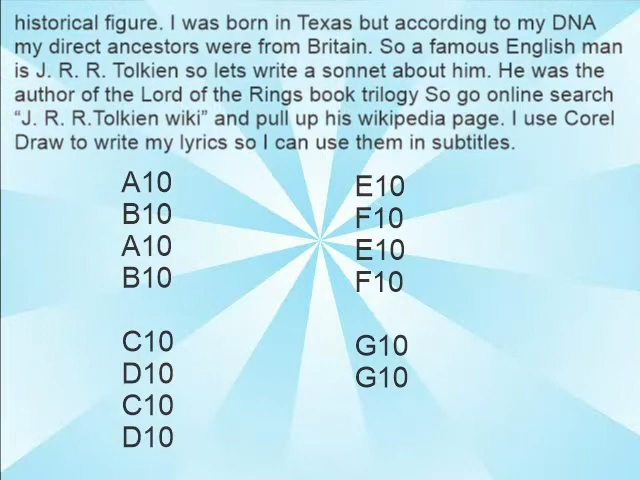 historical figure. I was born in Texas but according to my DNA
my direct ancestors were from Britain. So a famous English man
is J. R. R. Tolkien so lets write a sonnet about him. He was the
author of the Lord of the Rings book trilogy So go online search
“J. R. R.Tolkien wiki” and pull up his wikipedia page. I use Corel
Draw to write my lyrics so I can use them in subtitles.
A10
B10
A10
B10
C10
D10
C10
D10
E10
F10
E10
F10
G10
G10